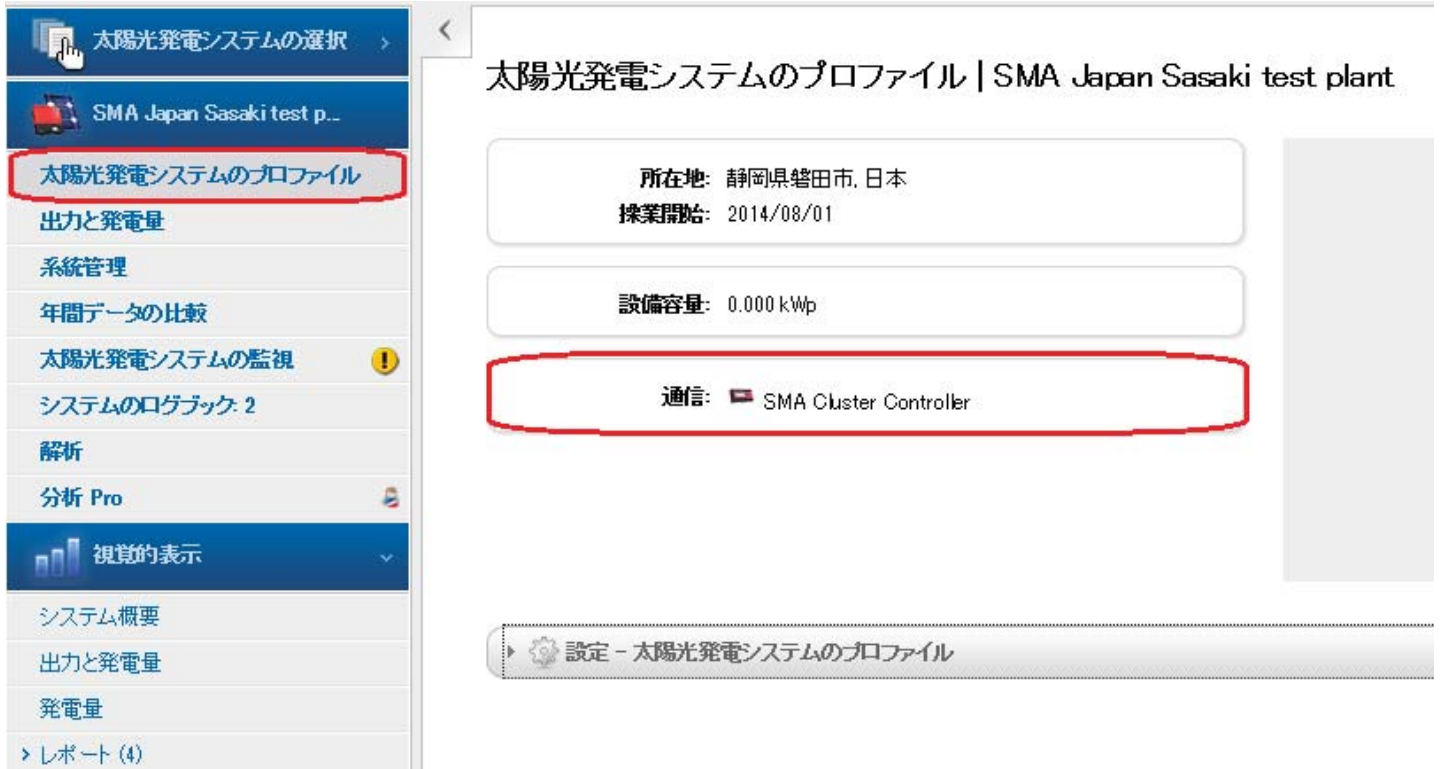 太陽光発電システムの選択
SMA Japan Sasaki test p...
太陽光発電システムのプロファイル
出力と発電量
系統管理
年間データの比較
太陽光発電システムの監視
システムのログブック: 2
解析
分析 Pro
視覚的表示
システム概要
出力と発電量
発電量
レポート (4)
太陽光発電システムのプロファイル | SMA Japan Sasaki test plant
所在地: 静岡県磐田市, 日本
操業開始: 2014/08/01
設備容量: 0.000 kWp
通信: SMA Cluster Controller
設定 - 太陽光発電システムのプロファイル